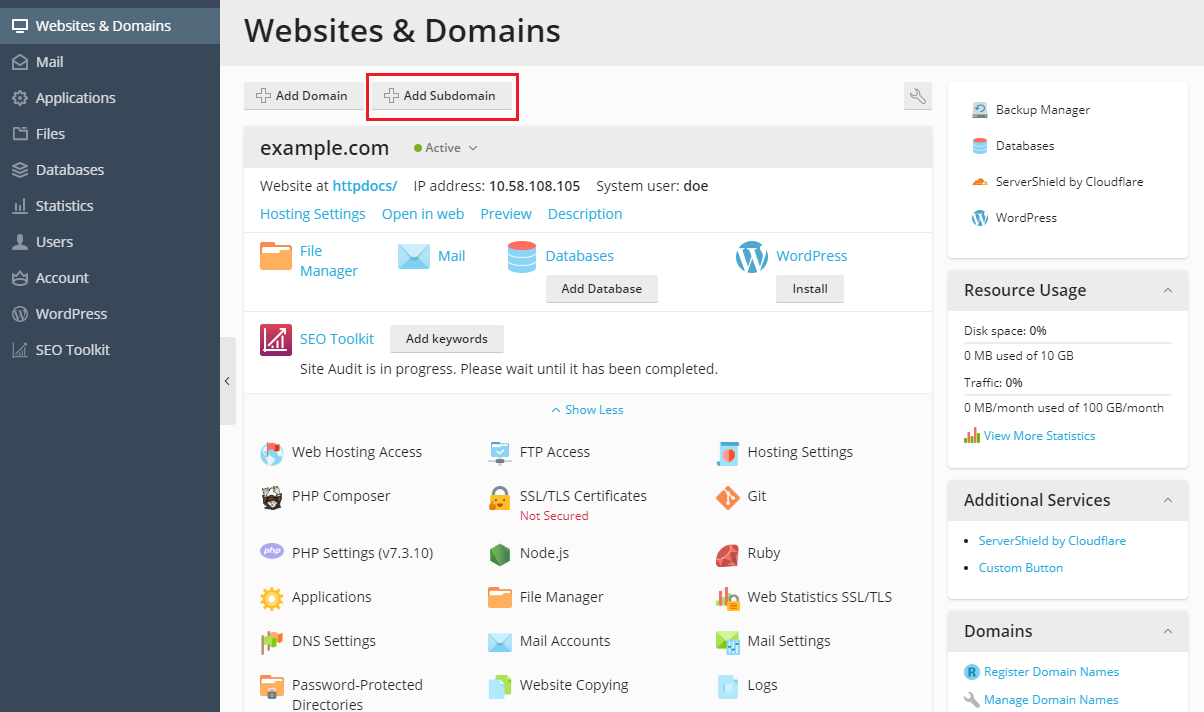 Websites & Domains
Mail
Applications
Files
Databases
Statistics
Users
Account
WordPress
SEO Toolkit
Websites & Domains
Add Domain
Add Subdomain
example.com
Active
Website at httpdocs/ IP address: 10.58.108.105 System user: doe
Hosting Settings Open in web Preview Description
File
Manager
Mail
Databases
Add Database
WordPress
Install
SEO Toolkit
Add keywords
Site Audit is in progress. Please wait until it has been completed.
Show Less
Web Hosting Access
FTP Access
Hosting Settings
PHP Composer
SSL/TLS Certificates
Not Secured
Git
php
PHP Settings (v7.3.10)
Node.js
Ruby
Applications
File Manager
Web Statistics SSL/TLS
DNS Settings
Mail Accounts
Mail Settings
Password-Protected
Directories
Website Copying
Logs
Backup Manager
Databases
ServerShield by Cloudflare
WordPress
Resource Usage
Disk space: 0%
0 MB used of 10 GB
Traffic: 0%
0 MB/month used of 100 GB/month
View More Statistics
Additional Services
ServerShield by Cloudflare
Custom Button
Domains
R Register Domain Names
Manage Domain Names